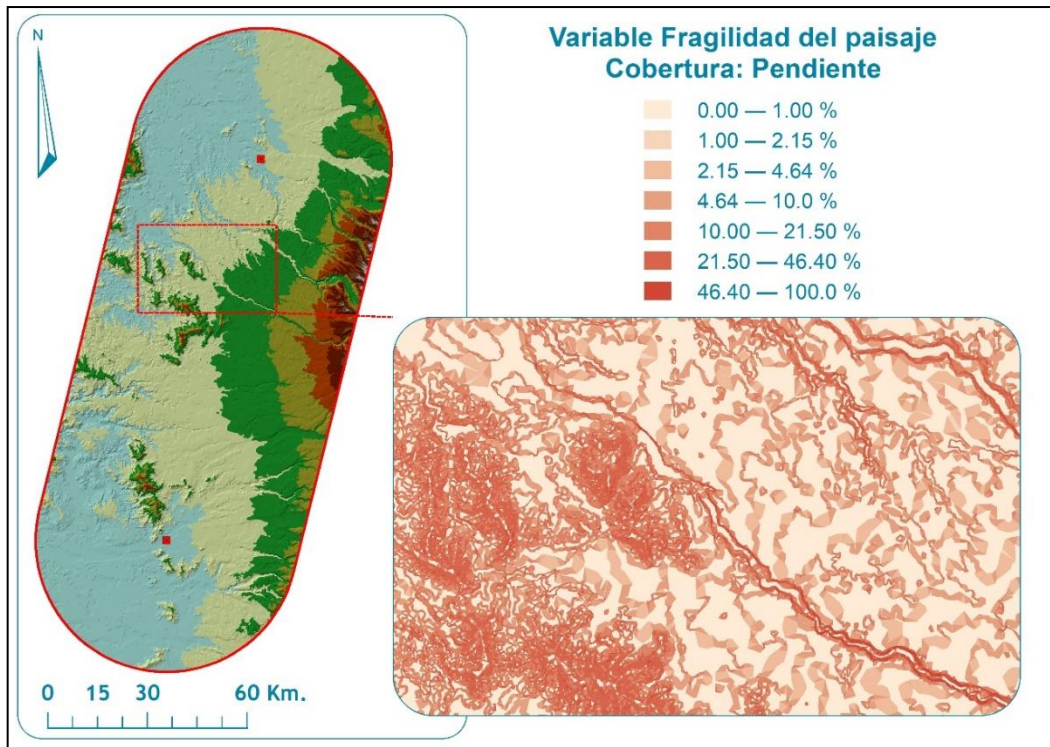 N
Variable Fragilidad del paisaje
Cobertura: Pendiente
0.00 — 1.00 %
1.00 — 2.15 %
2.15 — 4.64 %
4.64 — 10.0 %
10.00 — 21.50 %
21.50 — 46.40 %
46.40 — 100.0 %
0 15 30 60 Km.